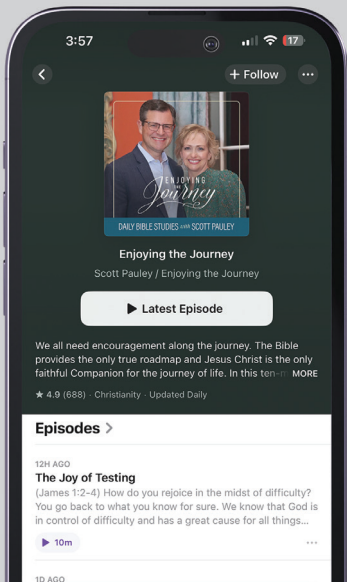 3:57
17
+ Follow
ENJOYING
THE
Journey
DAILY BIBLE STUDIES WITH SCOTT PAULEY
Enjoying the Journey
Scott Pauley / Enjoying the Journey
Latest Episode
We all need encouragement along the journey. The Bible
provides the only true roadmap and Jesus Christ is the only
faithful Companion for the journey of life. In this ten-m MORE
★ 4.9 (688) · Christianity · Updated Daily
Episodes >
12H AGO
The Joy of Testing
(James 1:2-4) How do you rejoice in the midst of difficulty?
You go back to what you know for sure. We know that God is
in control of difficulty and has a great cause for all things...
10m
1D AGO